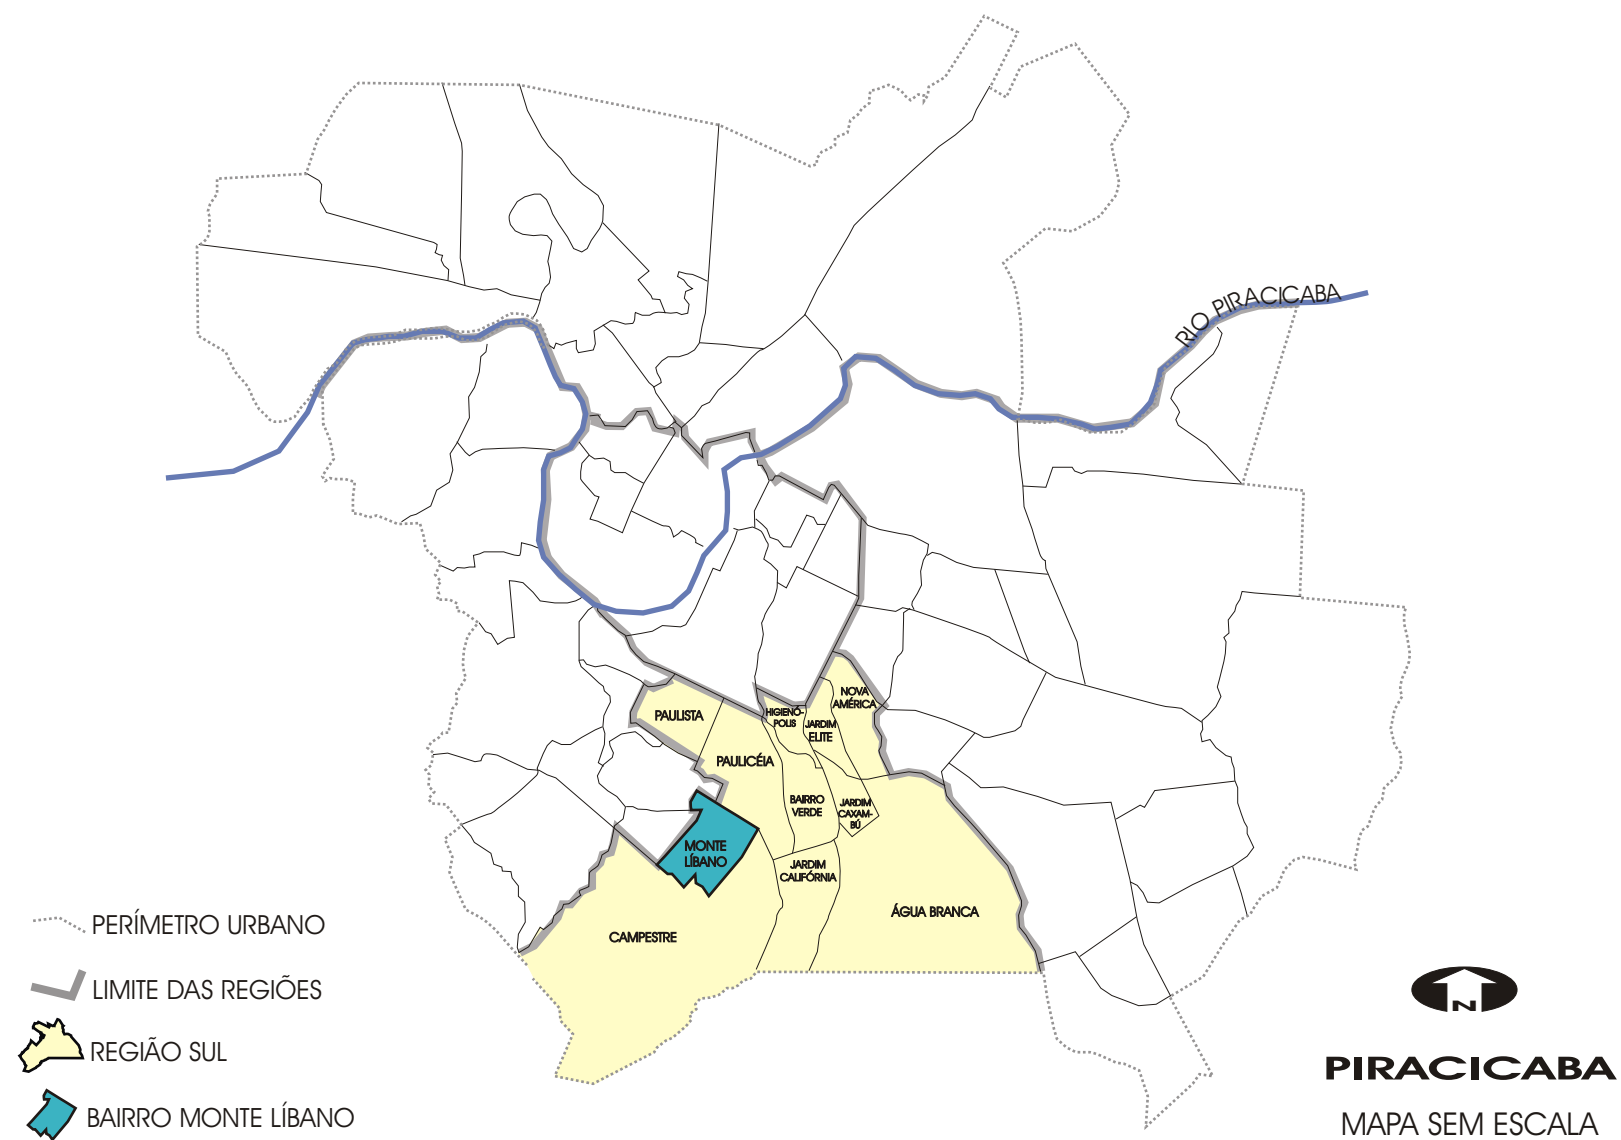 RIO PIRACICABA
NOVA
AMÉRICA
PAULISTA
HIGIENÓ-
POLIS
JARDIM
ELITE
PAULICÉIA
BAIRRO
VERDE
JARDIM
CAXAM-
BÚ
MONTE
LÍBANO
JARDIM
CALIFÓRNIA
ÁGUA BRANCA
CAMPESTRE
PERÍMETRO URBANO
LIMITE DAS REGIÕES
REGIÃO SUL
BAIRRO MONTE LÍBANO
N
PIRACICABA
MAPA SEM ESCALA